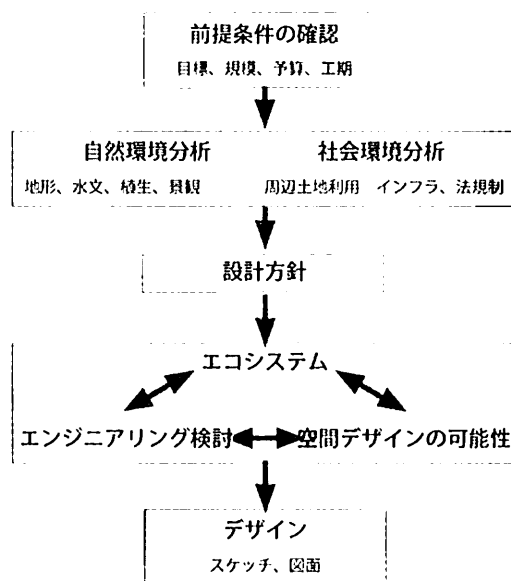 前提条件の確認
目標、規模、予算、工期
自然環境分析
地形、水文、植生、景観
社会環境分析
周辺土地利用　インフラ、法規制
設計方針
エコシステム
エンジニアリング検討
空間デザインの可能性
デザイン
スケッチ、図面